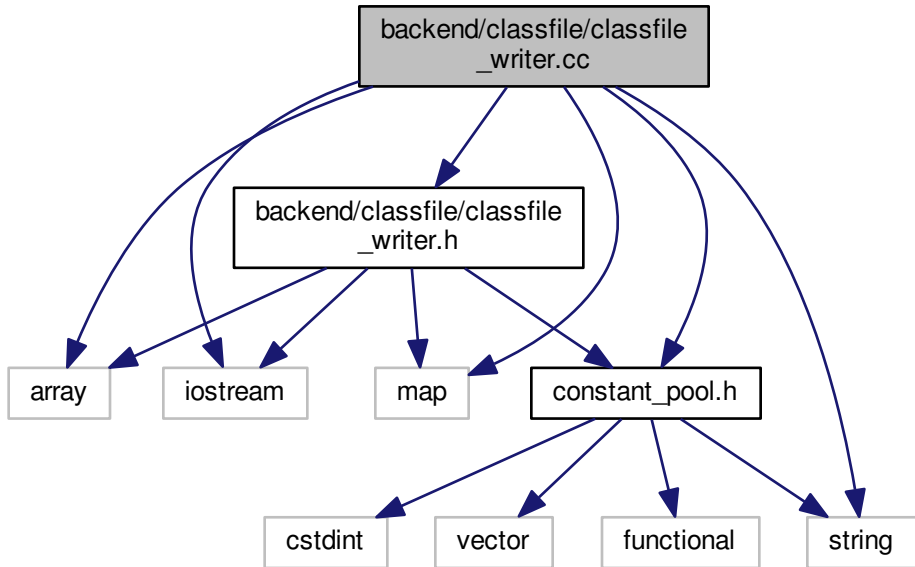 backend/classfile/classfile
_writer.cc
backend/classfile/classfile
_writer.h
array
iostream
map
constant_pool.h
cstdint
vector
functional
string